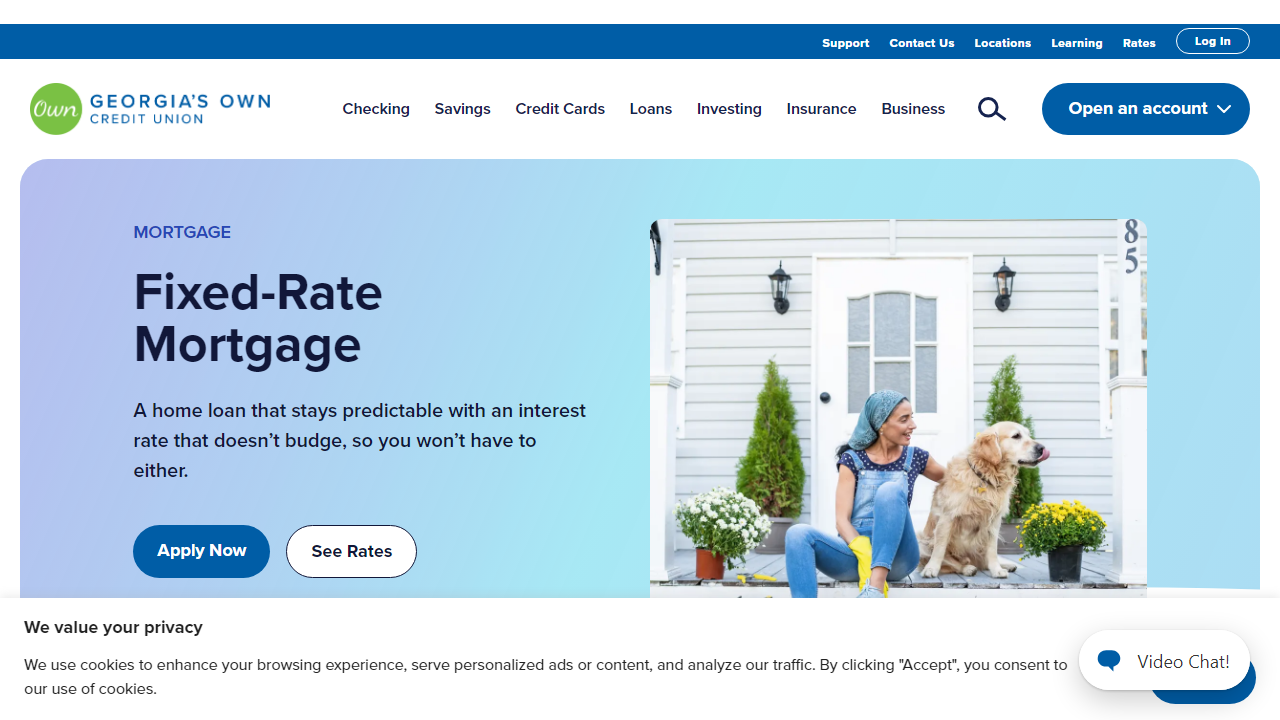 Support Contact Us Locations Learning Rates Log In
Own GEORGIA'S OWN
CREDIT UNION
Checking Savings Credit Cards Loans Investing Insurance Business Open an account
MORTGAGE
Fixed-Rate
Mortgage
A home loan that stays predictable with an interest
rate that doesn't budge, so you won't have to
either.
Apply Now See Rates
8
5
We value your privacy
We use cookies to enhance your browsing experience, serve personalized ads or content, and analyze our traffic. By clicking "Accept", you consent to
our use of cookies.
Video Chat!